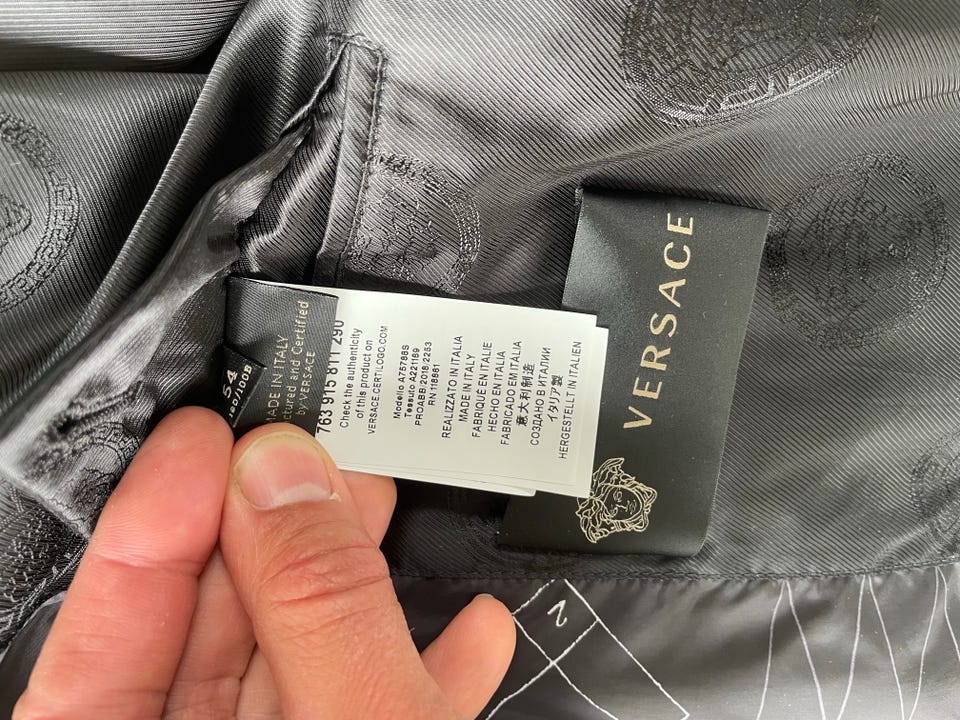 54
MADE IN ITALY
and Certified
by VERSACE
763 915 811 290
Check the authenticity
of this product on
VERSACE.CERTILOGO.COM
Modello A75788S
Tessuto A221169
PROABB/2018/2253
RN 118861
REALIZZATO IN ITALIA
MADE IN ITALY
FABRIQUÉ EN ITALIE
HECHO EN ITALIA
FABRICADO EM ITALIA
意大利制造
СОЗДАНО В ИТАЛИИ
イタリア製
HERGESTELLT IN ITALIEN
VERSACE
2